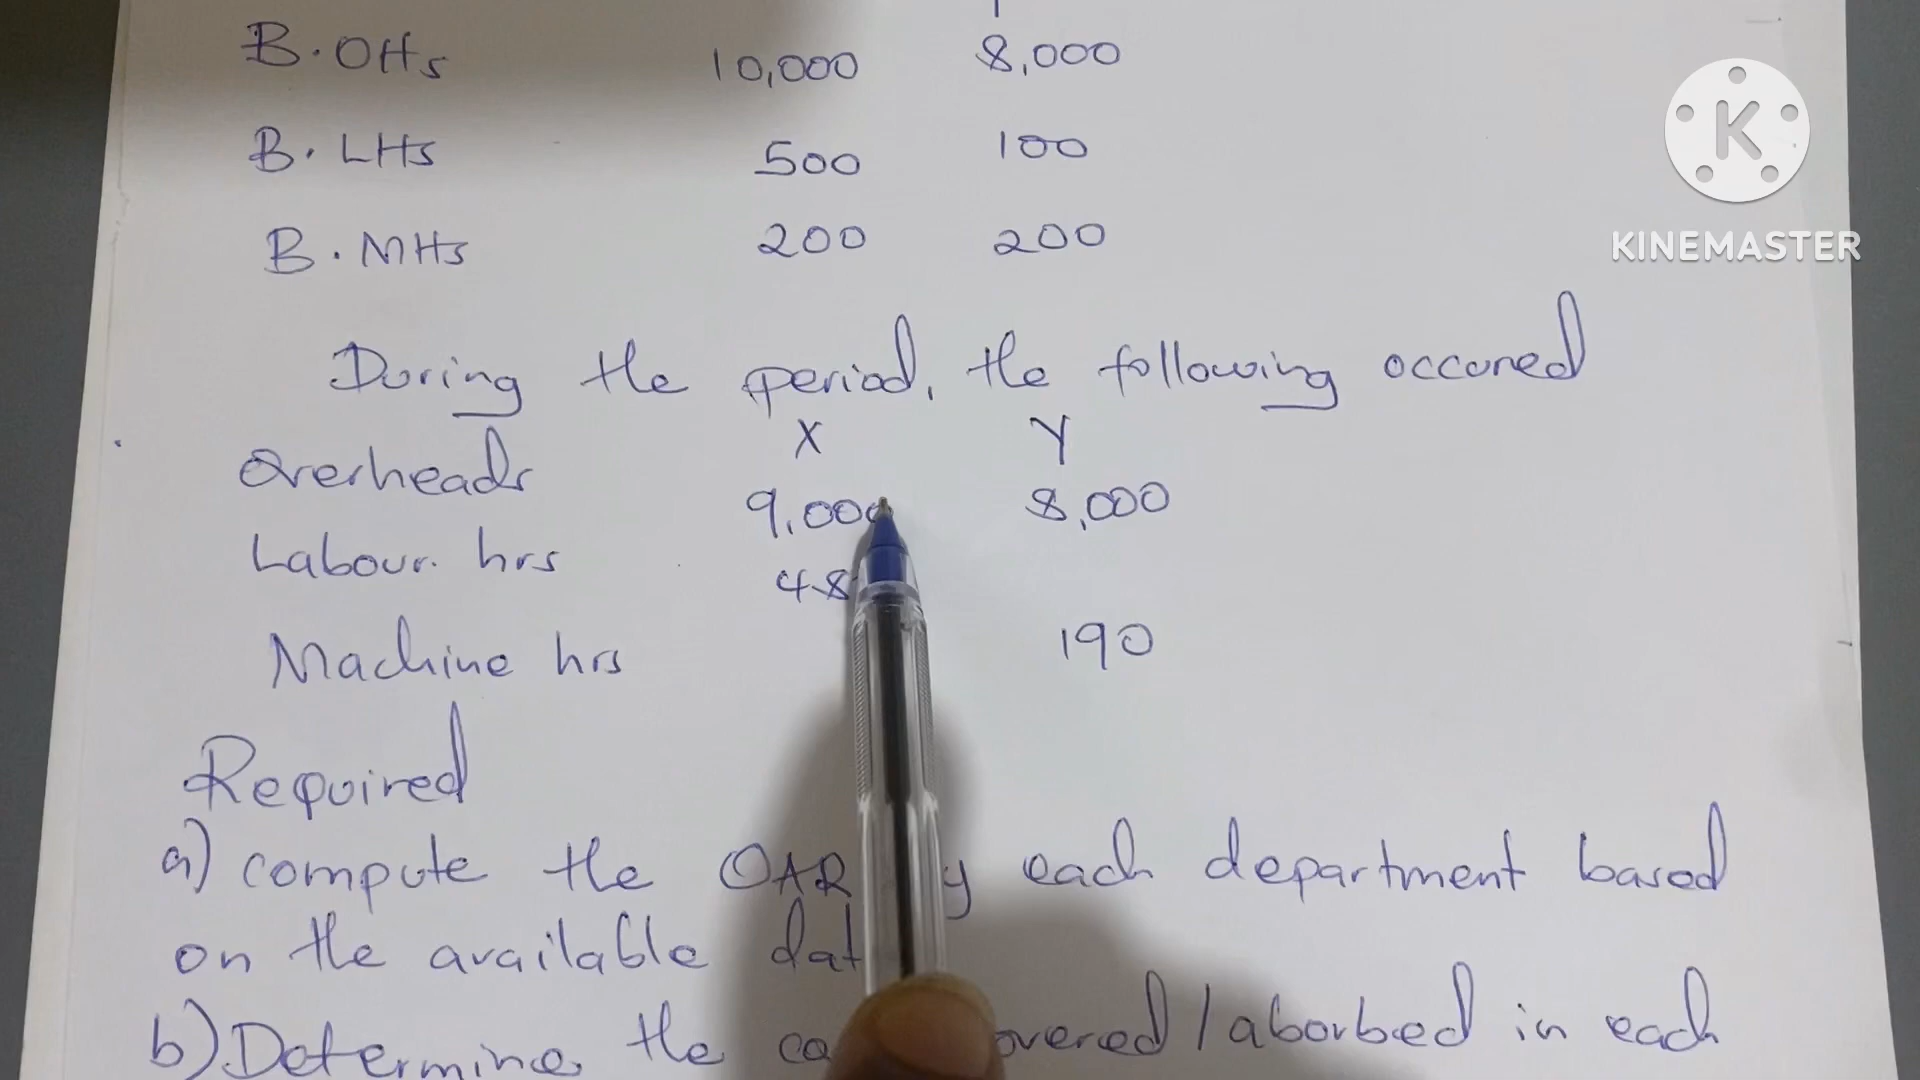 B.OHs 10,000 8,000
B.LHs 500 100
B.MHs 200 200
KINEMASTER
During the period, the following occured
X Y
Overheads 9,000 8,000
Labour. hrs
Machine hrs 190
Required
a) compute the OAR each department based
on the available
b) Determine the /aborbed in each